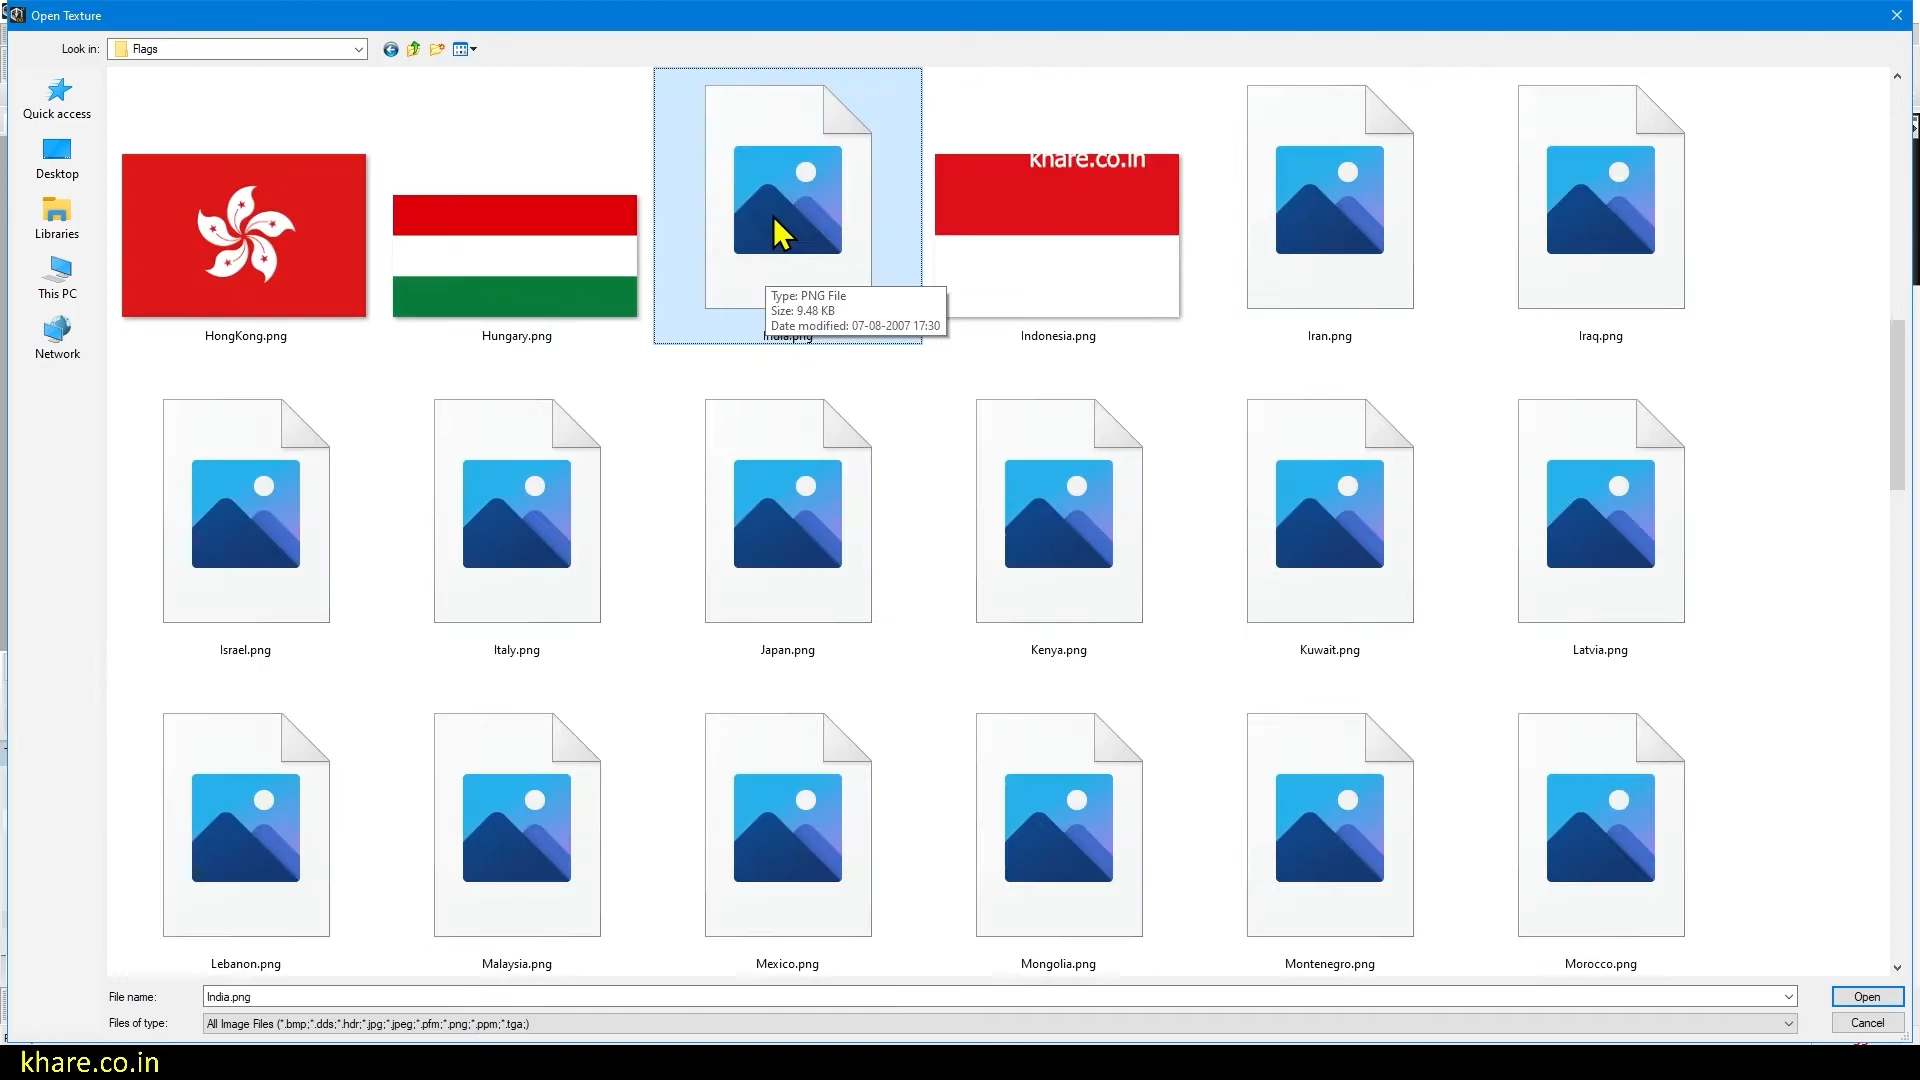 Open Texture
Look in:
Flags
Quick access
Desktop
Libraries
This PC
Network
khare.co.in
Type: PNG File
Size: 9.48 KB
Date modified: 07-08-2007 17:30
HongKong.png
Hungary.png
India.png
Indonesia.png
Iran.png
Iraq.png
Israel.png
Italy.png
Japan.png
Kenya.png
Kuwait.png
Latvia.png
Lebanon.png
Malaysia.png
Mexico.png
Mongolia.png
Montenegro.png
Morocco.png
File name:
India.png
Open
Files of type:
All Image Files (*.bmp;*.dds;*.hdr;*.jpg;*.jpeg;*.pfm;*.png;*.ppm;*.tga;)
Cancel
khare.co.in